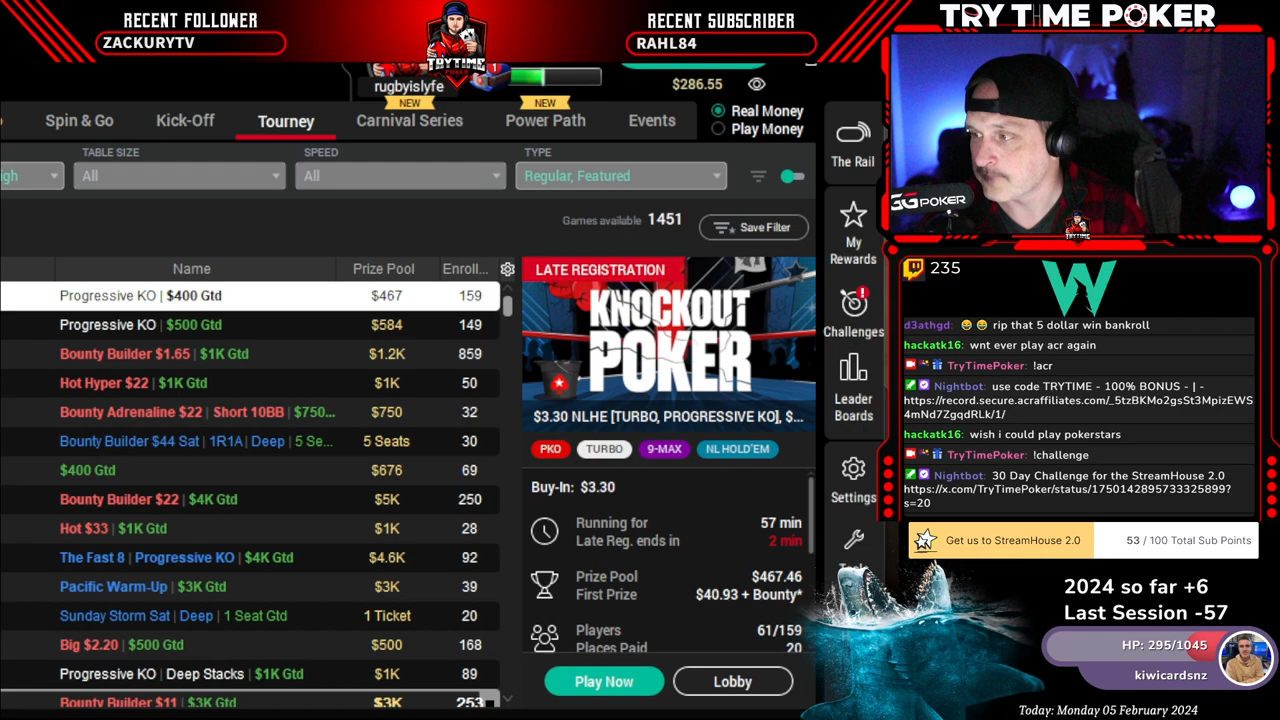 RECENT FOLLOWER
ZACKURYTV
TRYTIME
POKER
RECENT SUBSCRIBER
RAHL84
TRY TIME POKER
rugbyislyfe
$286.55
NEW
NEW
Spin & Go
Kick-Off
Tourney
Carnival Series
Power Path
Events
Real Money
Play Money
The Rail
TABLE SIZE
SPEED
TYPE
igh
All
All
Regular, Featured
Games available 1451
Save Filter
My
Rewards
Name
Prize Pool
Enroll...
Progressive KO | $400 Gtd
$467
159
Progressive KO | $500 Gtd
$584
149
Bounty Builder $1.65 | $1K Gtd
$1.2K
859
Hot Hyper $22 | $1K Gtd
$1K
50
Bounty Adrenaline $22 | Short 10BB | $750...
$750
32
Bounty Builder $44 Sat | 1R1A | Deep | 5 Se...
5 Seats
30
$400 Gtd
$676
69
Bounty Builder $22 | $4K Gtd
$5K
250
Hot $33 | $1K Gtd
$1K
28
The Fast 8 | Progressive KO | $4K Gtd
$4.6K
92
Pacific Warm-Up | $3K Gtd
$3K
39
Sunday Storm Sat | Deep | 1 Seat Gtd
1 Ticket
20
Big $2.20 | $500 Gtd
$500
168
Progressive KO | Deep Stacks | $1K Gtd
$1K
89
Bounty Builder $11 | $3K Gtd
$3K
253
LATE REGISTRATION
KNOCKOUT
POKER
$3.30 NLHE [TURBO, PROGRESSIVE KO], $...
PKO
TURBO
9-MAX
NL HOLD'EM
Buy-In: $3.30
Running for
57 min
Late Reg. ends in
2 min
Prize Pool
$467.46
First Prize
$40.93 + Bounty*
Players
61/159
Places Paid
20
Play Now
Lobby
Challenges
Leader
Boards
Settings
GGPOKER
235
d3athgd: rip that 5 dollar win bankroll
hackatk16: wnt ever play acr again
TryTimePoker: !acr
Nightbot: use code TRYTIME - 100% BONUS - | -
https://record.secure.acraffiliates.com/_5tzBKMo2gsSt3MpizEWS
4mNd7ZgqdRLk/1/
hackatk16: wish i could play pokerstars
TryTimePoker: !challenge
Nightbot: 30 Day Challenge for the StreamHouse 2.0
https://x.com/TryTimePoker/status/1750142895733325899?
s=20
Get us to StreamHouse 2.0
53 / 100 Total Sub Points
2024 so far +6
Last Session -57
HP: 295/1045
kiwicardsnz
Today: Monday 05 February 2024